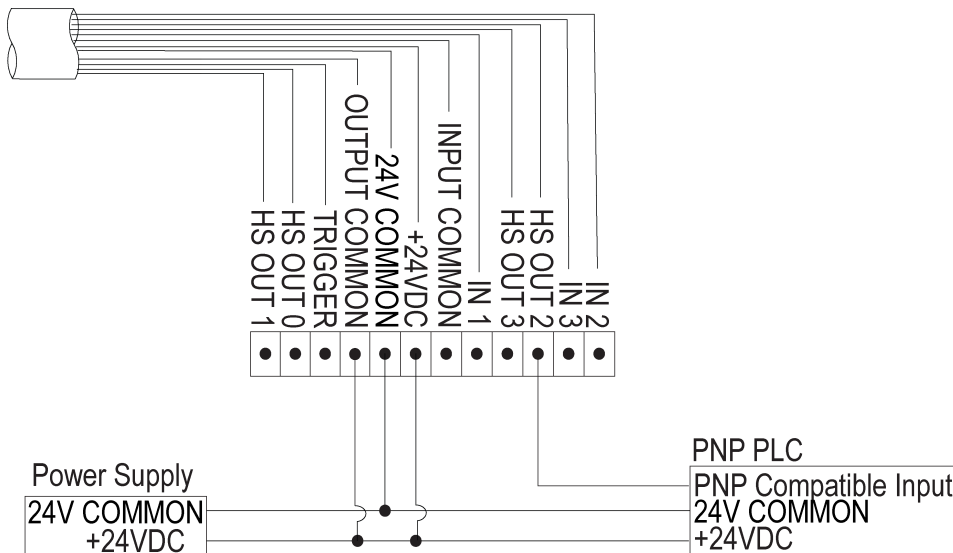 HS OUT 1
HS OUT 0
TRIGGER
OUTPUT COMMON
24V COMMON
+24VDC
INPUT COMMON
IN 1
HS OUT 3
HS OUT 2
IN 3
IN 2
Power Supply
24V COMMON
+24VDC
PNP PLC
PNP Compatible Input
24V COMMON
+24VDC